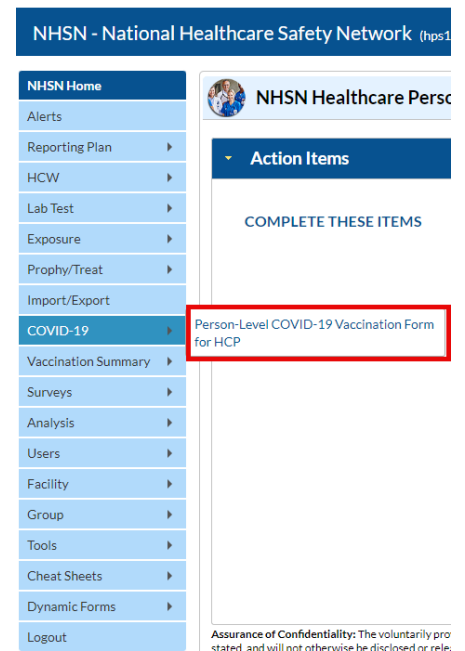 NHSN - National Healthcare Safety Network (hps1
NHSN Home
Alerts
Reporting Plan
HCW
Lab Test
Exposure
Prophy/Treat
Import/Export
COVID-19
Vaccination Summary
Surveys
Analysis
Users
Facility
Group
Tools
Cheat Sheets
Dynamic Forms
Logout
NHSN Healthcare Perso
Action Items
COMPLETE THESE ITEMS
Person-Level COVID-19 Vaccination Form
for HCP
Assurance of Confidentiality: The voluntarily pro
stated, and will not otherwise be disclosed or relea